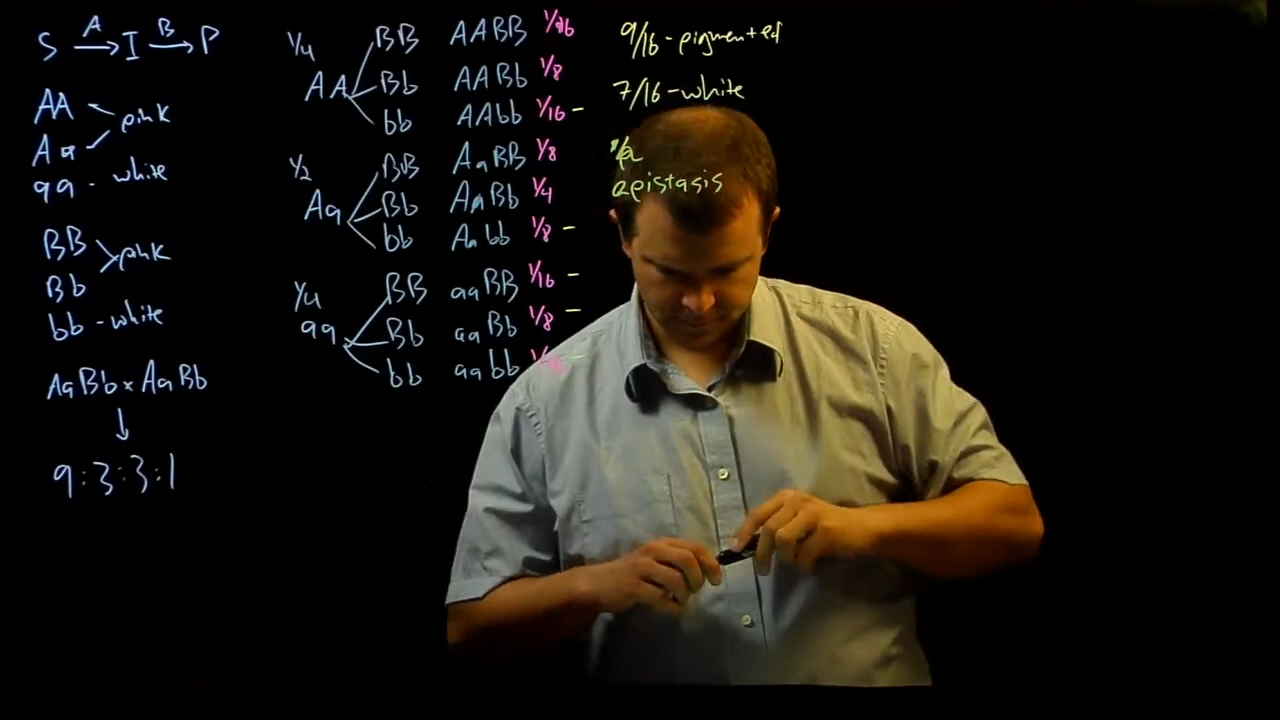 S A→ I B→ P
AA
Aa
pink
aa - white
BB
Bb
pink
bb - white
AaBb x AaBb
↓
9:3:3:1
1/4
AA
BB AABB
Bb AABb 1/8
bb AAbb 1/16 -
1/2
Aa
BB AaBB 1/8
Bb AaBb 1/4
bb Aabb 1/8 -
1/4
aa
BB aaBB 1/16 -
Bb aaBb 1/8 -
bb aabb
9/16 - pigmented
7/16 - white
epistasis